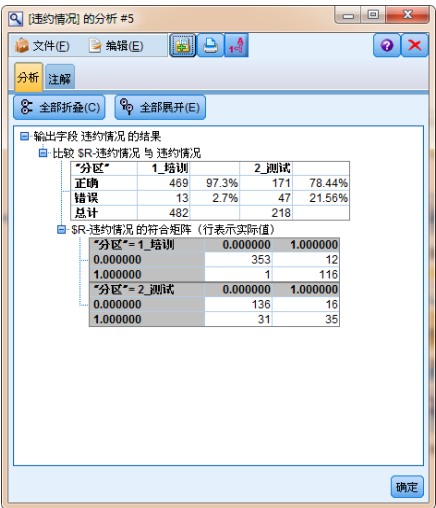 [违约情况] 的分析 #5
文件(F) 编辑(E)
分析 注解
全部折叠(C) 全部展开(E)
输出字段 违约情况 的结果
比较 $R-违约情况 与 违约情况
"分区" 1_培训 2_测试
正确 469 97.3% 171 78.44%
错误 13 2.7% 47 21.56%
总计 482 218
$R-违约情况 的符合矩阵（行表示实际值）
"分区"= 1_培训 0.000000 1.000000
0.000000 353 12
1.000000 1 116
"分区"= 2_测试 0.000000 1.000000
0.000000 136 16
1.000000 31 35
确定